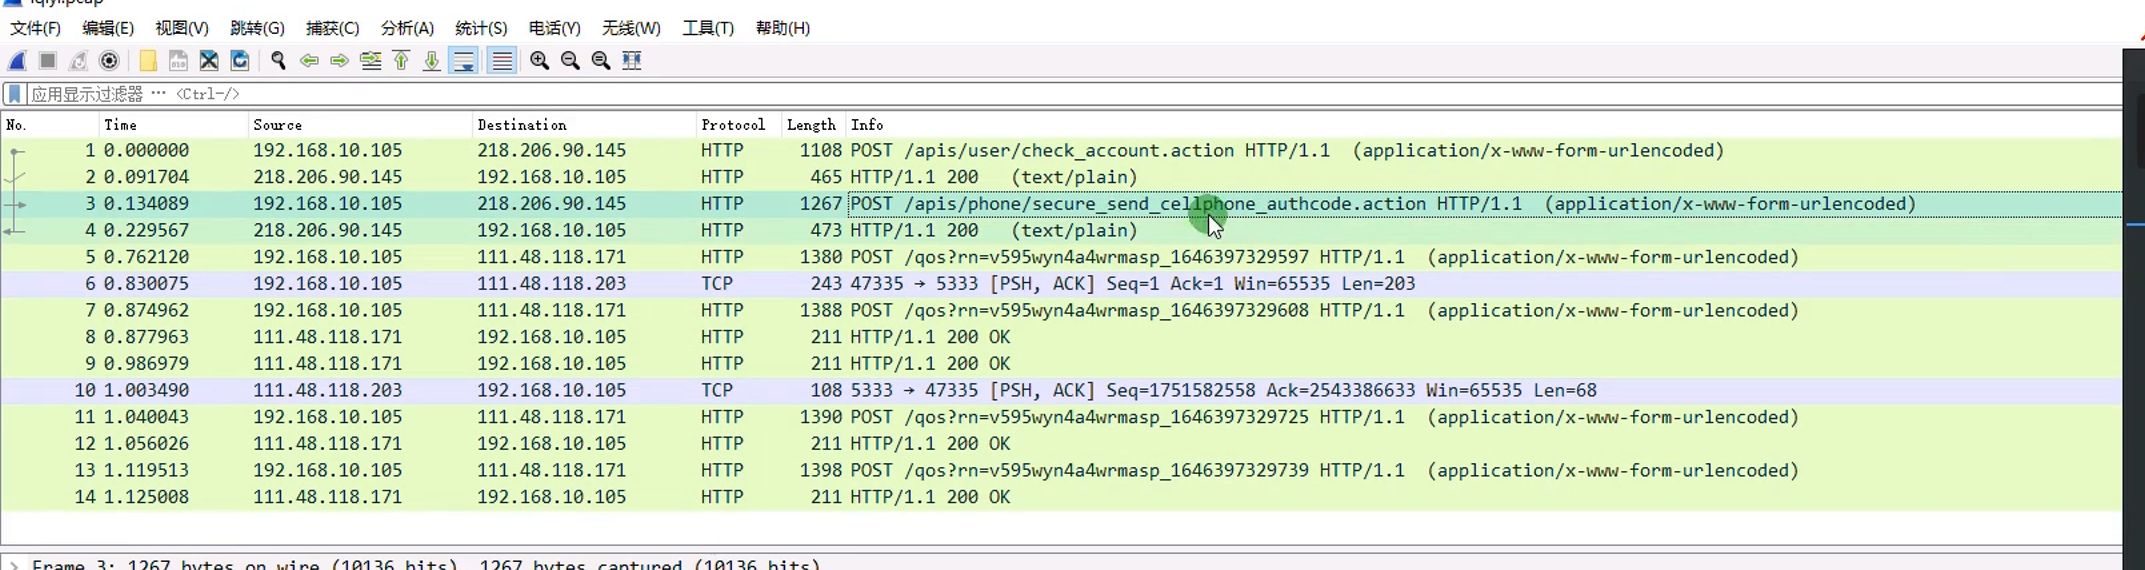 iqiyi.pcap
文件(F) 编辑(E) 视图(V) 跳转(G) 捕获(C) 分析(A) 统计(S) 电话(Y) 无线(W) 工具(T) 帮助(H)
应用显示过滤器 … <Ctrl-/>
No. Time Source Destination Protocol Length Info
1 0.000000 192.168.10.105 218.206.90.145 HTTP 1108 POST /apis/user/check_account.action HTTP/1.1 (application/x-www-form-urlencoded)
2 0.091704 218.206.90.145 192.168.10.105 HTTP 465 HTTP/1.1 200 (text/plain)
3 0.134089 192.168.10.105 218.206.90.145 HTTP 1267 POST /apis/phone/secure_send_cellphone_authcode.action HTTP/1.1 (application/x-www-form-urlencoded)
4 0.229567 218.206.90.145 192.168.10.105 HTTP 473 HTTP/1.1 200 (text/plain)
5 0.762120 192.168.10.105 111.48.118.171 HTTP 1380 POST /qos?rn=v595wyn4a4wrmasp_1646397329597 HTTP/1.1 (application/x-www-form-urlencoded)
6 0.830075 192.168.10.105 111.48.118.203 TCP 243 47335 → 5333 [PSH, ACK] Seq=1 Ack=1 Win=65535 Len=203
7 0.874962 192.168.10.105 111.48.118.171 HTTP 1388 POST /qos?rn=v595wyn4a4wrmasp_1646397329608 HTTP/1.1 (application/x-www-form-urlencoded)
8 0.877963 111.48.118.171 192.168.10.105 HTTP 211 HTTP/1.1 200 OK
9 0.986979 111.48.118.171 192.168.10.105 HTTP 211 HTTP/1.1 200 OK
10 1.003490 111.48.118.203 192.168.10.105 TCP 108 5333 → 47335 [PSH, ACK] Seq=1751582558 Ack=2543386633 Win=65535 Len=68
11 1.040043 192.168.10.105 111.48.118.171 HTTP 1390 POST /qos?rn=v595wyn4a4wrmasp_1646397329725 HTTP/1.1 (application/x-www-form-urlencoded)
12 1.056026 111.48.118.171 192.168.10.105 HTTP 211 HTTP/1.1 200 OK
13 1.119513 192.168.10.105 111.48.118.171 HTTP 1398 POST /qos?rn=v595wyn4a4wrmasp_1646397329739 HTTP/1.1 (application/x-www-form-urlencoded)
14 1.125008 111.48.118.171 192.168.10.105 HTTP 211 HTTP/1.1 200 OK
Frame 3: 1267 bytes on wire (10136 bits), 1267 bytes captured (10136 bits)